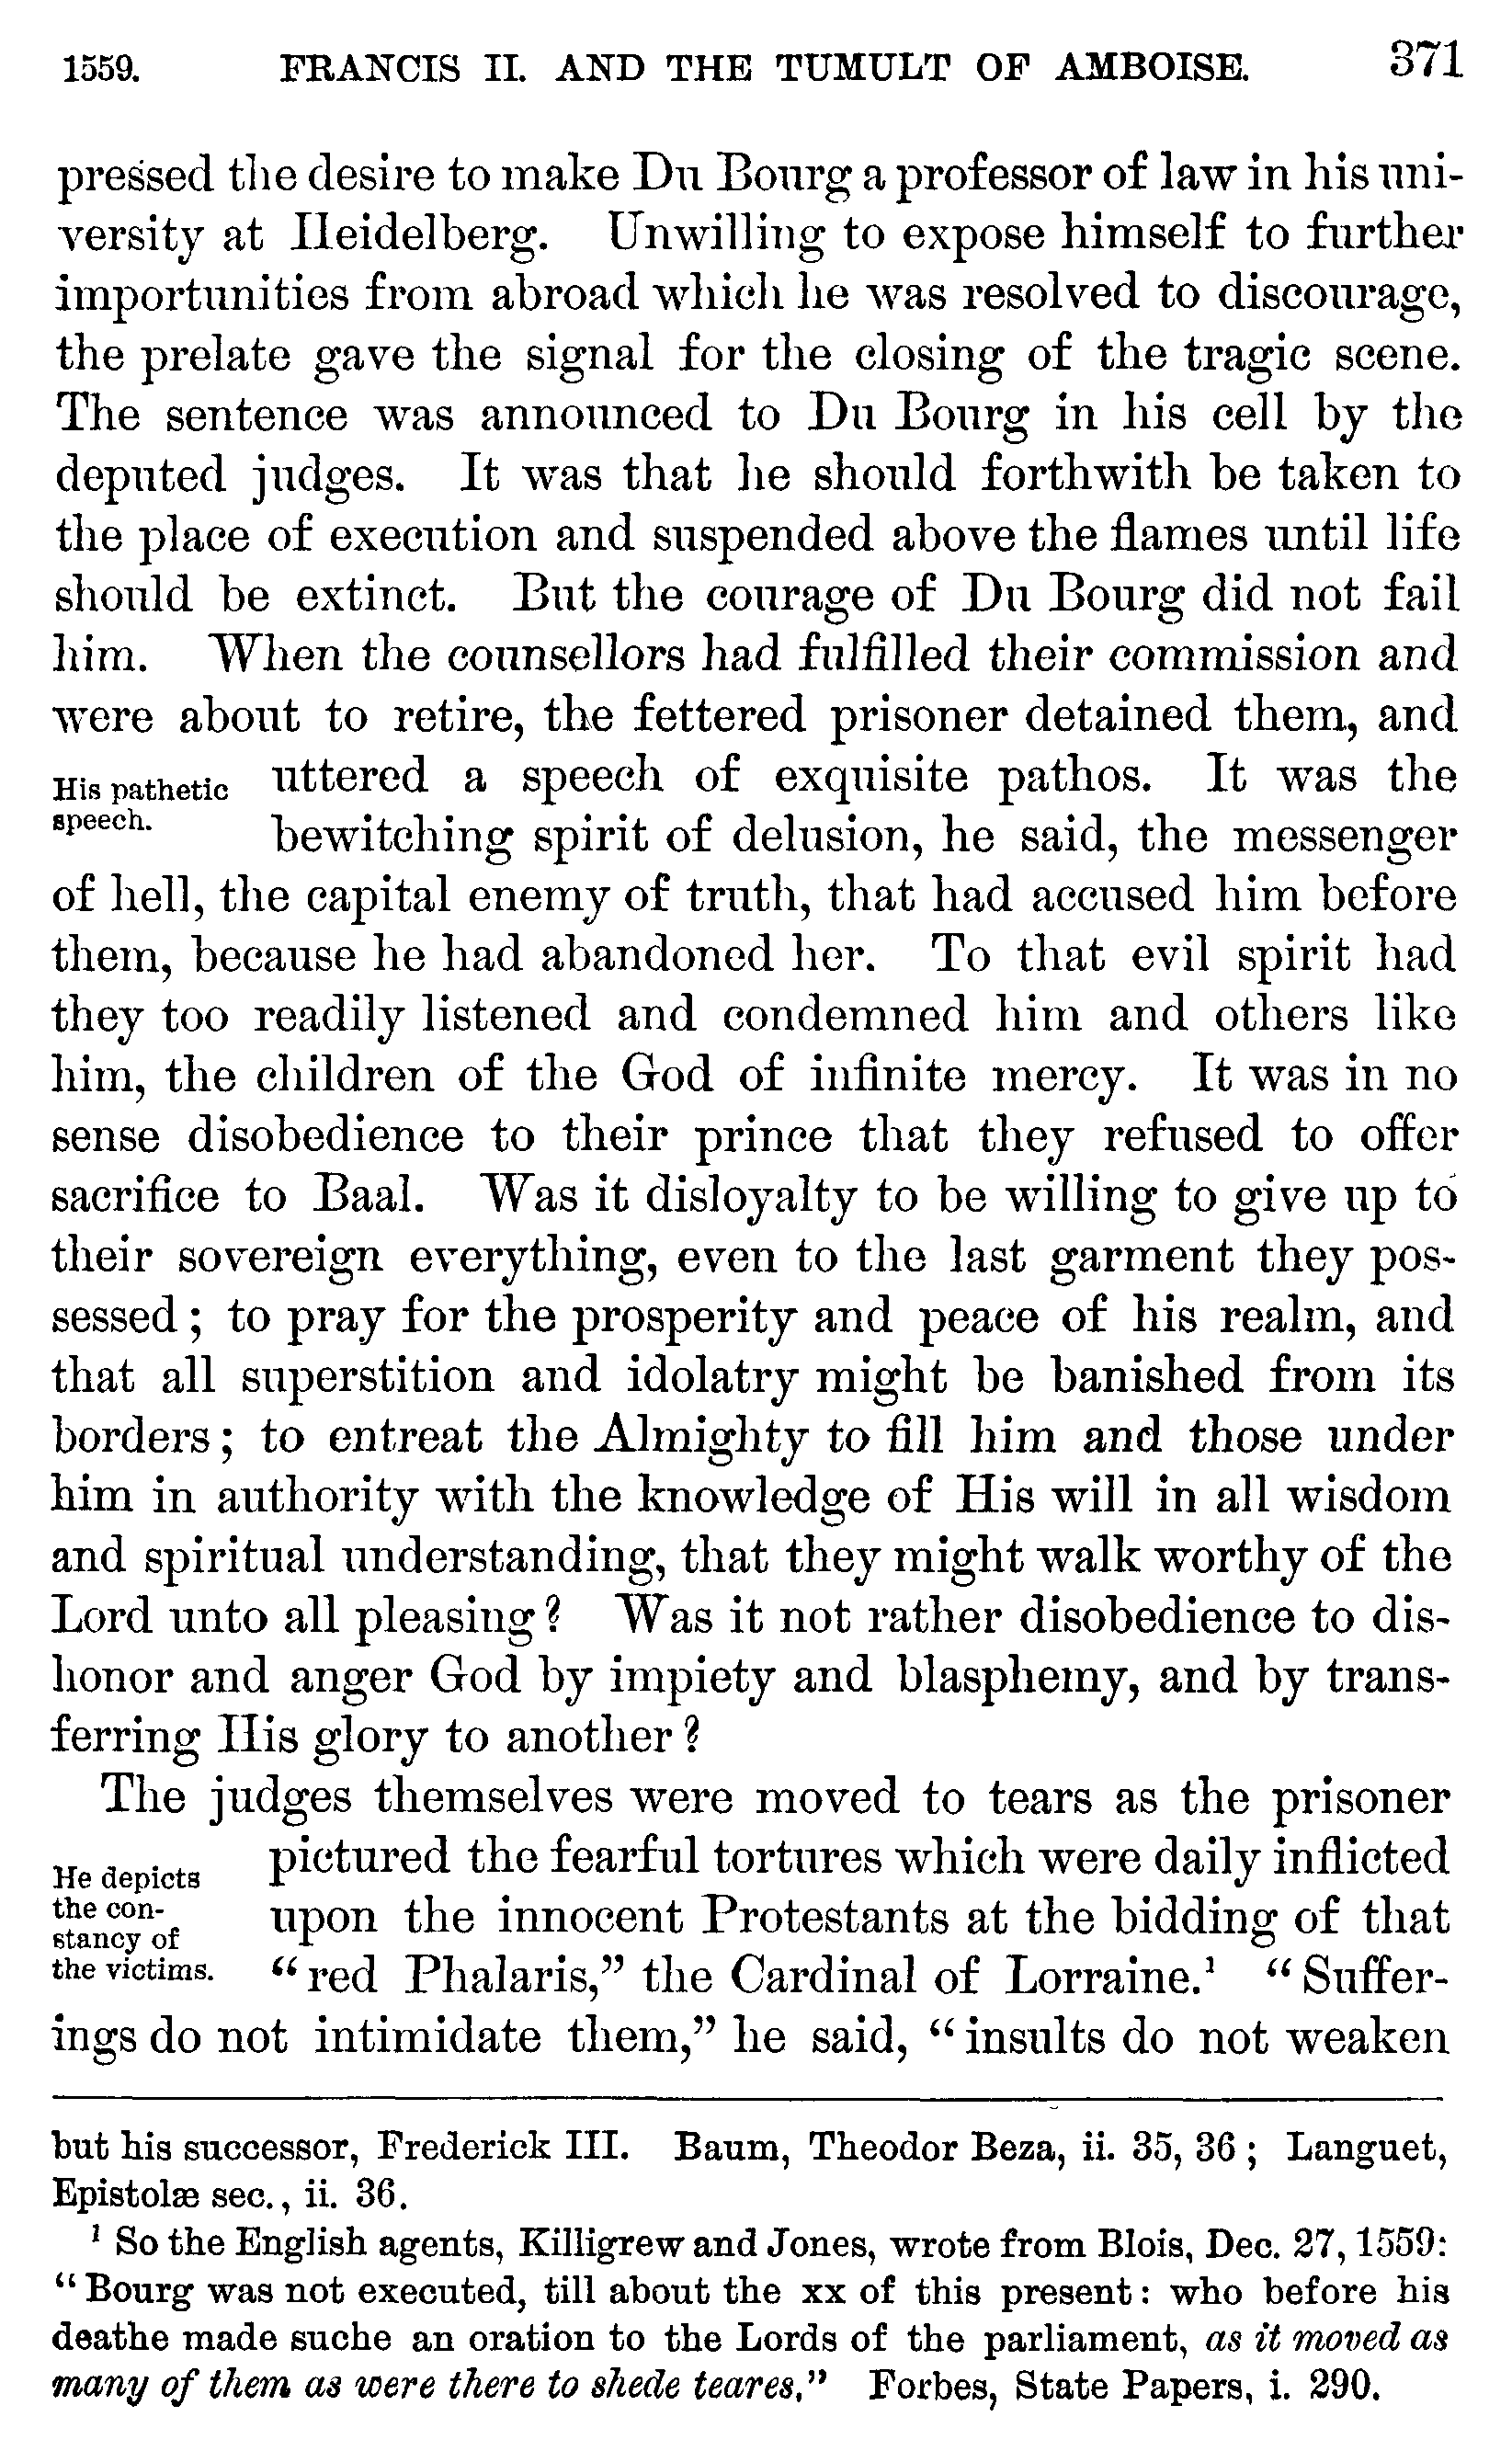 1559. FRANCIS II. AND THE TUMULT OF AMBOISE. 371
pressed the desire to make Du Bourg a professor of law in his uni-
versity at Heidelberg. Unwilling to expose himself to further
importunities from abroad which he was resolved to discourage,
the prelate gave the signal for the closing of the tragic scene.
The sentence was announced to Du Bourg in his cell by the
deputed judges. It was that he should forthwith be taken to
the place of execution and suspended above the flames until life
should be extinct. But the courage of Du Bourg did not fail
him. When the counsellors had fulfilled their commission and
were about to retire, the fettered prisoner detained them, and
His pathetic
speech.
uttered a speech of exquisite pathos. It was the
bewitching spirit of delusion, he said, the messenger
of hell, the capital enemy of truth, that had accused him before
them, because he had abandoned her. To that evil spirit had
they too readily listened and condemned him and others like
him, the children of the God of infinite mercy. It was in no
sense disobedience to their prince that they refused to offer
sacrifice to Baal. Was it disloyalty to be willing to give up to
their sovereign everything, even to the last garment they pos-
sessed; to pray for the prosperity and peace of his realm, and
that all superstition and idolatry might be banished from its
borders; to entreat the Almighty to fill him and those under
him in authority with the knowledge of His will in all wisdom
and spiritual understanding, that they might walk worthy of the
Lord unto all pleasing? Was it not rather disobedience to dis-
honor and anger God by impiety and blasphemy, and by trans-
ferring His glory to another?
The judges themselves were moved to tears as the prisoner
He depicts
the con-
stancy of
the victims.
pictured the fearful tortures which were daily inflicted
upon the innocent Protestants at the bidding of that
“red Phalaris,” the Cardinal of Lorraine.¹ “Suffer-
ings do not intimidate them,” he said, “insults do not weaken
but his successor, Frederick III. Baum, Theodor Beza, ii. 35, 36; Languet,
Epistolæ sec., ii. 36.
¹ So the English agents, Killigrew and Jones, wrote from Blois, Dec. 27, 1559:
“Bourg was not executed, till about the xx of this present: who before his
deathe made suche an oration to the Lords of the parliament, as it moved as
many of them as were there to shede teares.” Forbes, State Papers, i. 290.